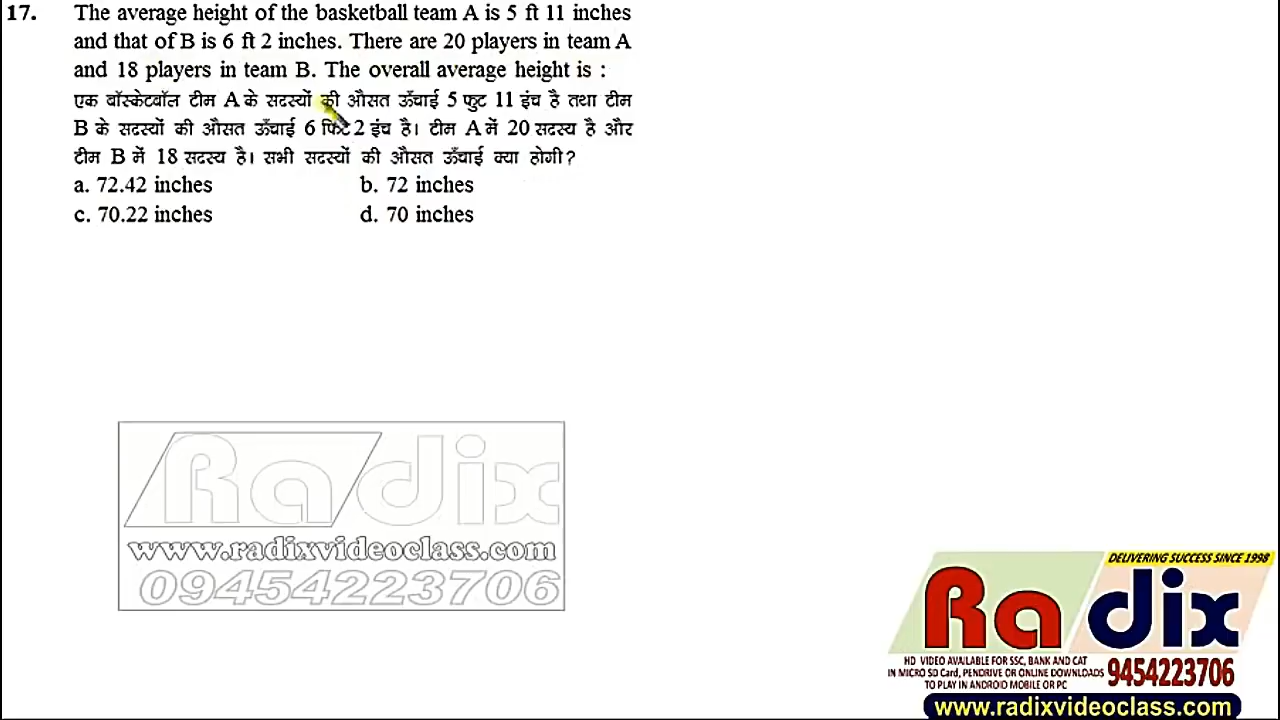 17. The average height of the basketball team A is 5 ft 11 inches
and that of B is 6 ft 2 inches. There are 20 players in team A
and 18 players in team B. The overall average height is :
एक बॉस्केटबॉल टीम A के सदस्यों की औसत ऊँचाई 5 फुट 11 इंच है तथा टीम
B के सदस्यों की औसत ऊँचाई 6 फिट 2 इंच है। टीम A में 20 सदस्य है और
टीम B में 18 सदस्य है। सभी सदस्यों की औसत ऊँचाई क्या होगी?
a. 72.42 inches b. 72 inches
c. 70.22 inches d. 70 inches
Radix
www.radixvideoclass.com
09454223706
DELIVERING SUCCESS SINCE 1998
Radix
HD VIDEO AVAILABLE FOR SSC, BANK AND CAT
IN MICRO SD Card, PENDRIVE OR ONLINE DOWNLOADS
TO PLAY IN ANDROID MOBILE OR PC
9454223706
www.radixvideoclass.com